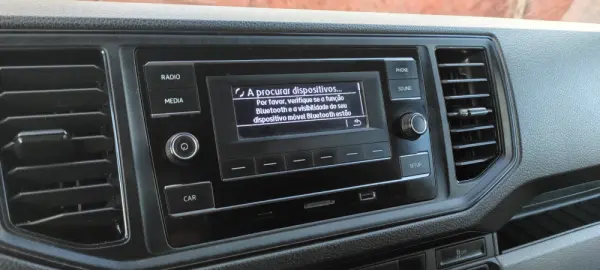 RADIO
MEDIA
CAR
A procurar dispositivos...
Por favor, verifique se a função
Bluetooth e a visibilidade do seu
dispositivo móvel Bluetooth estão
PHONE
SOUND
SETUP